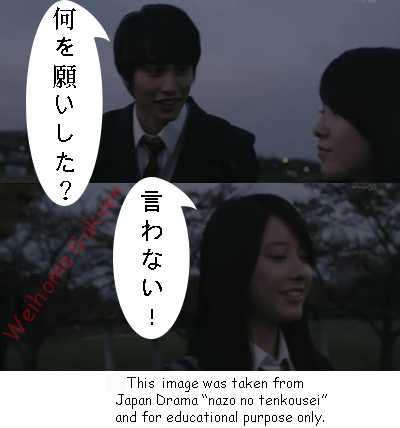 何を願いした？
言わない！
Weihome Gakuen
This image was taken from
Japan Drama “nazo no tenkousei”
and for educational purpose only.